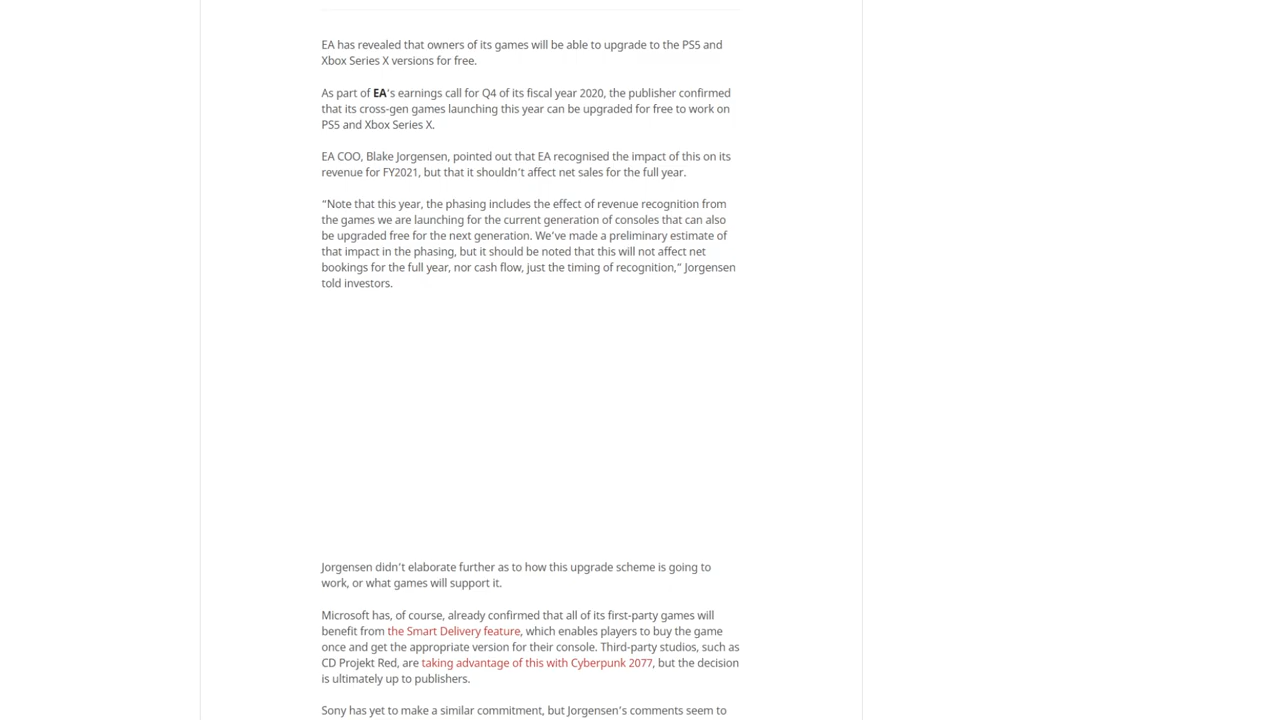 EA has revealed that owners of its games will be able to upgrade to the PS5 and
Xbox Series X versions for free.
As part of EA's earnings call for Q4 of its fiscal year 2020, the publisher confirmed
that its cross-gen games launching this year can be upgraded for free to work on
PS5 and Xbox Series X.
EA COO, Blake Jorgensen, pointed out that EA recognised the impact of this on its
revenue for FY2021, but that it shouldn't affect net sales for the full year.
“Note that this year, the phasing includes the effect of revenue recognition from
the games we are launching for the current generation of consoles that can also
be upgraded free for the next generation. We've made a preliminary estimate of
that impact in the phasing, but it should be noted that this will not affect net
bookings for the full year, nor cash flow, just the timing of recognition,” Jorgensen
told investors.
Jorgensen didn't elaborate further as to how this upgrade scheme is going to
work, or what games will support it.
Microsoft has, of course, already confirmed that all of its first-party games will
benefit from the Smart Delivery feature, which enables players to buy the game
once and get the appropriate version for their console. Third-party studios, such as
CD Projekt Red, are taking advantage of this with Cyberpunk 2077, but the decision
is ultimately up to publishers.
Sony has yet to make a similar commitment, but Jorgensen's comments seem to